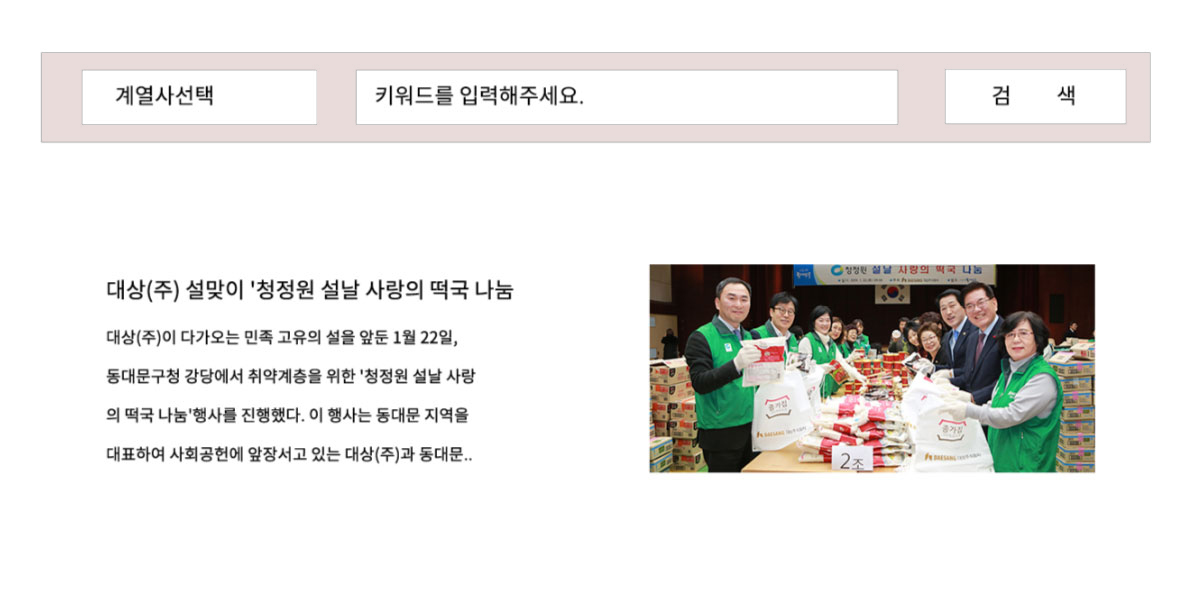 계열사선택
키워드를 입력해주세요.
검 색
대상(주) 설맞이 '청정원 설날 사랑의 떡국 나눔
대상(주)이 다가오는 민족 고유의 설을 앞둔 1월 22일,
동대문구청 강당에서 취약계층을 위한 '청정원 설날 사랑
의 떡국 나눔'행사를 진행했다. 이 행사는 동대문 지역을
대표하여 사회공헌에 앞장서고 있는 대상(주)과 동대문..
청정원 설날 사랑의 떡국 나눔
종가집
DAESANG
종가집
DAESANG
2조